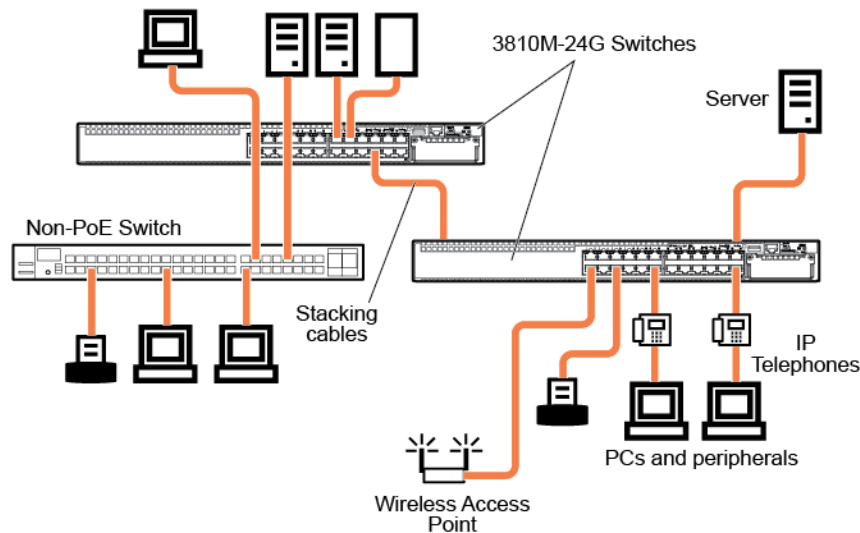 3810M-24G Switches
Server
Non-PoE Switch
Stacking
cables
IP
Telephones
PCs and peripherals
Wireless Access
Point